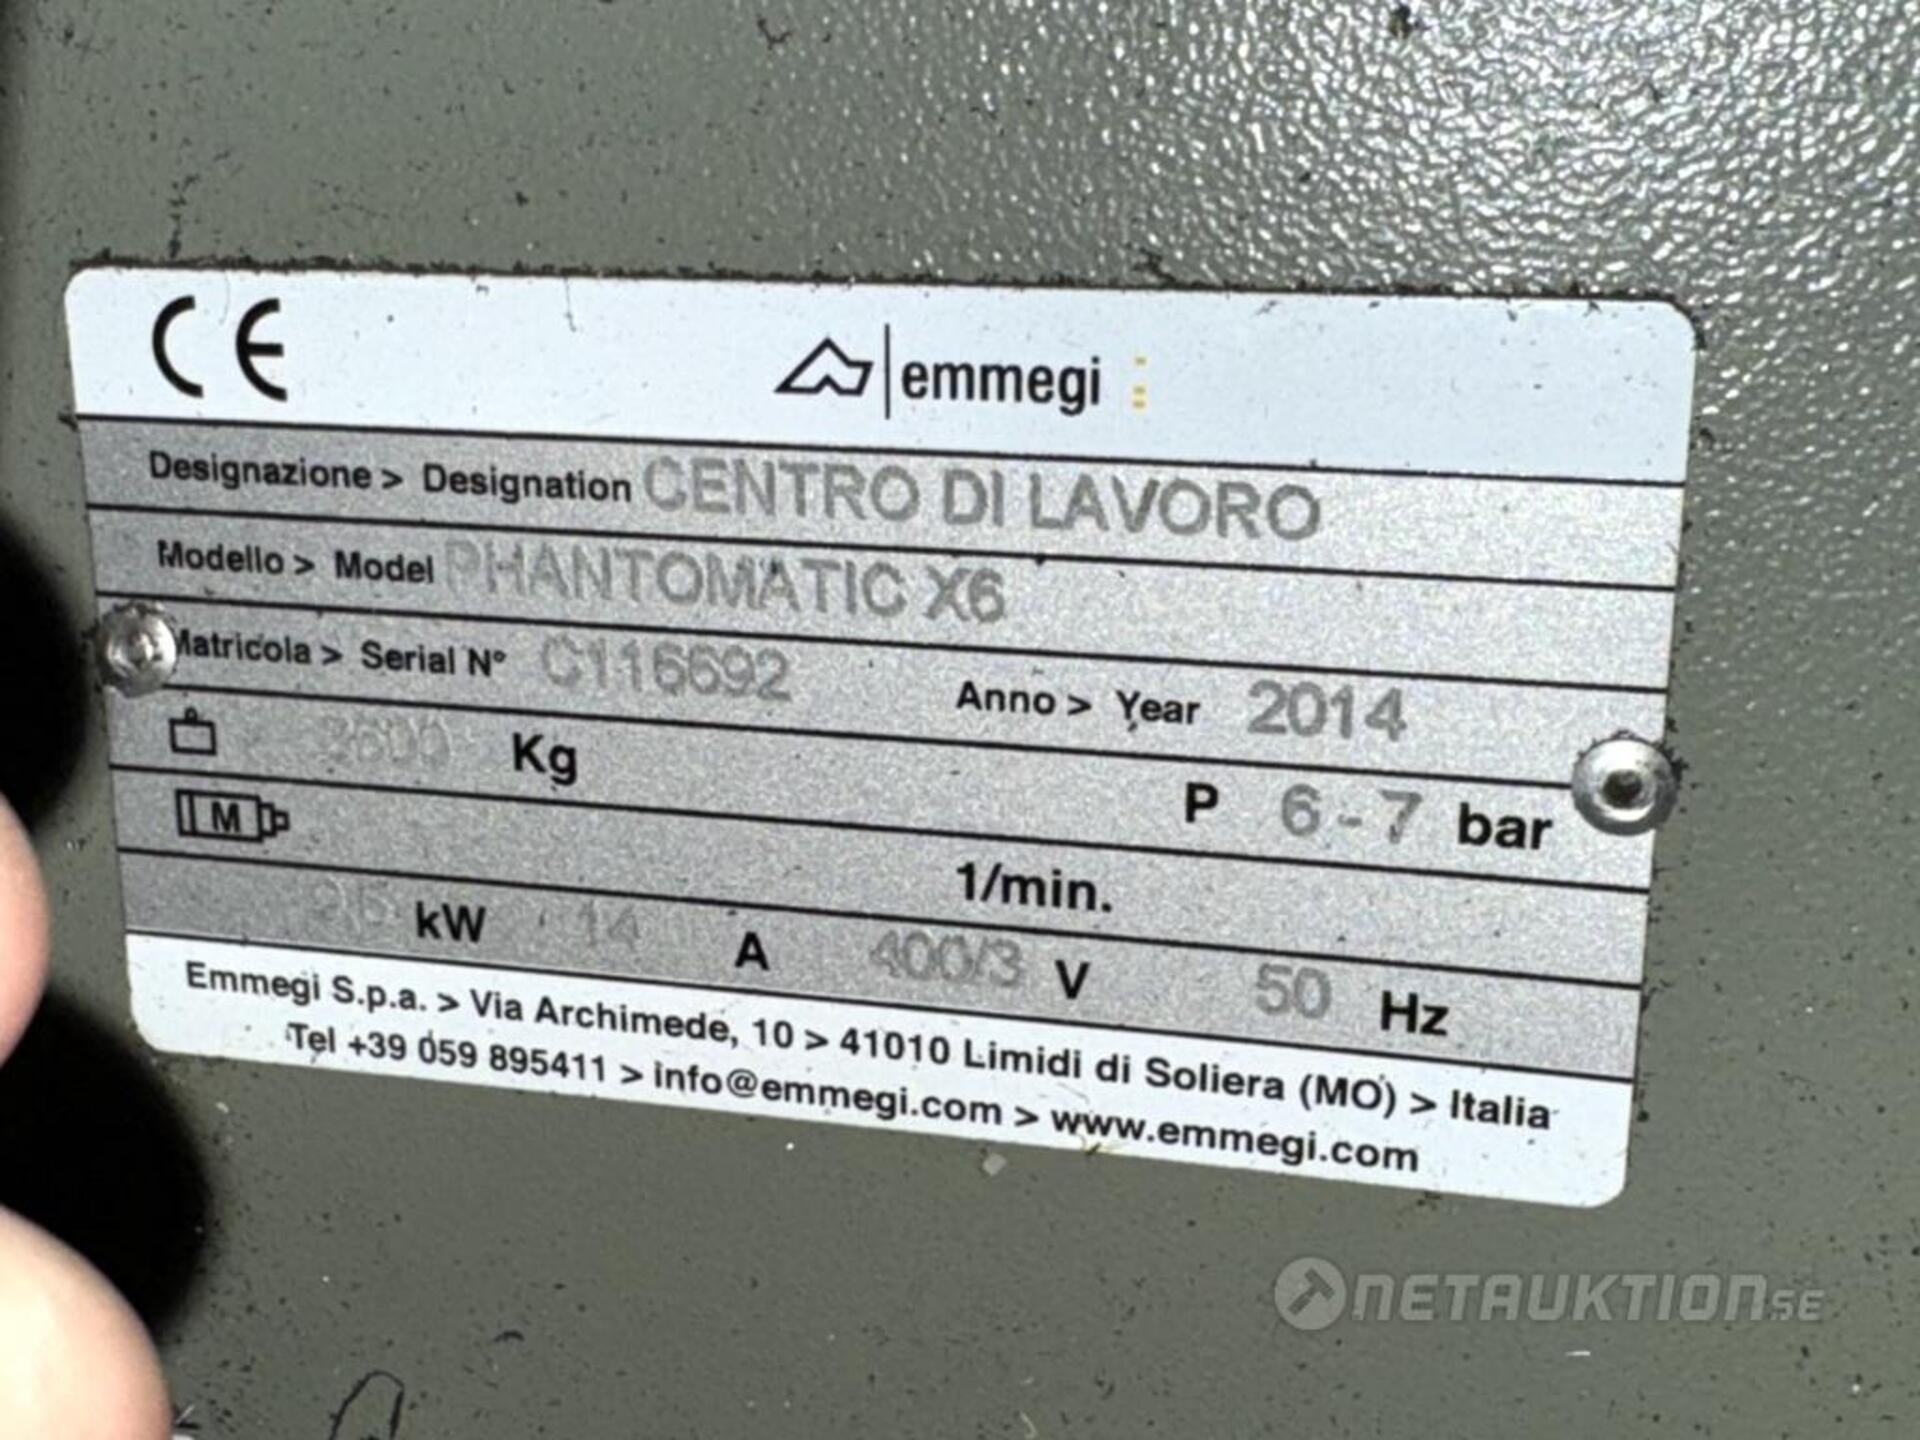 CE emmegi
Designazione > Designation CENTRO DI LAVORO
Modello > Model PHANTOMATIC X6
Matricola > Serial N° C116692 Anno > Year 2014
Kg P 6-7 bar
M 1/min.
kW 14 A 400/3 V 50 Hz
Emmegi S.p.a. > Via Archimede, 10 > 41010 Limidi di Soliera (MO) > Italia
Tel +39 059 895411 > info@emmegi.com > www.emmegi.com
NETAUKTION.SE